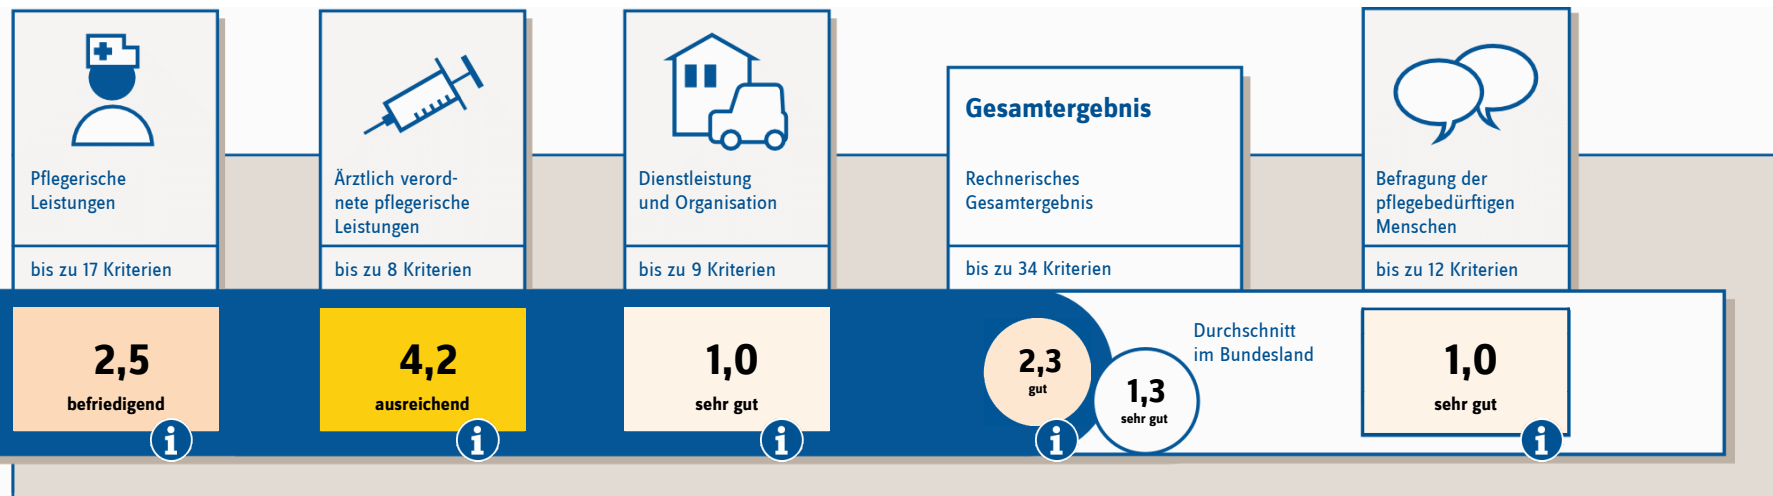 Pflegerische
Leistungen
bis zu 17 Kriterien
2,5
befriedigend
i
Ärztlich verord-
nete pflegerische
Leistungen
bis zu 8 Kriterien
4,2
ausreichend
i
Dienstleistung
und Organisation
bis zu 9 Kriterien
1,0
sehr gut
i
Gesamtergebnis
Rechnerisches
Gesamtergebnis
bis zu 34 Kriterien
2,3
gut
i
1,3
sehr gut
Durchschnitt
im Bundesland
Befragung der
pflegebedürftigen
Menschen
bis zu 12 Kriterien
1,0
sehr gut
i